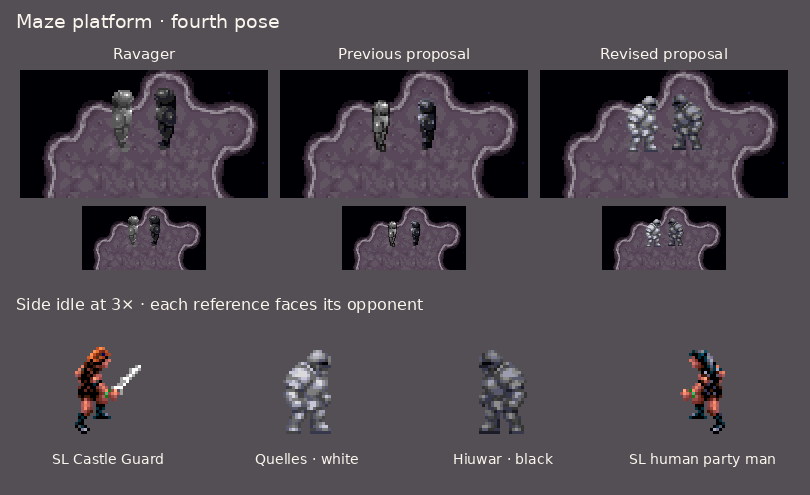 Maze platform · fourth pose
Ravager
Previous proposal
Revised proposal
Side idle at 3× · each reference faces its opponent
SL Castle Guard
Quelles · white
Hiuwar · black
SL human party man